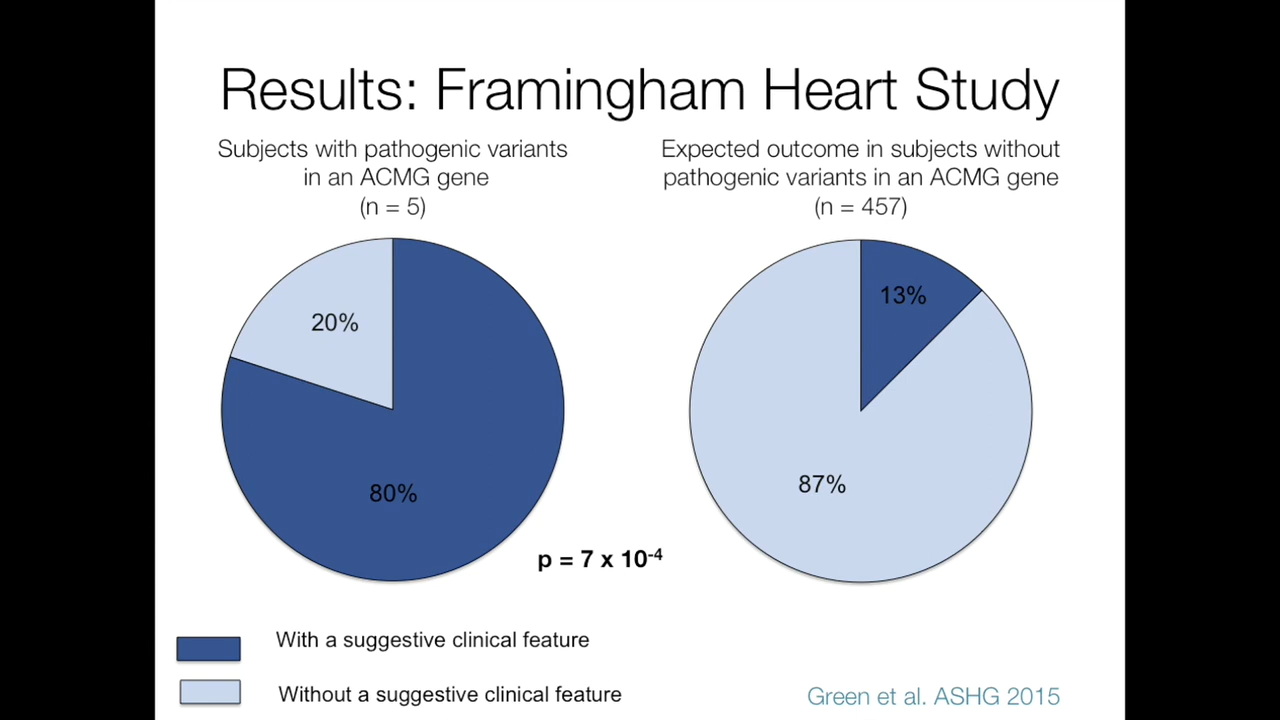 Results: Framingham Heart Study
Subjects with pathogenic variants
in an ACMG gene
(n = 5)
Expected outcome in subjects without
pathogenic variants in an ACMG gene
(n = 457)
20%
80%
13%
87%
p = 7 x 10⁻⁴
With a suggestive clinical feature
Without a suggestive clinical feature
Green et al. ASHG 2015